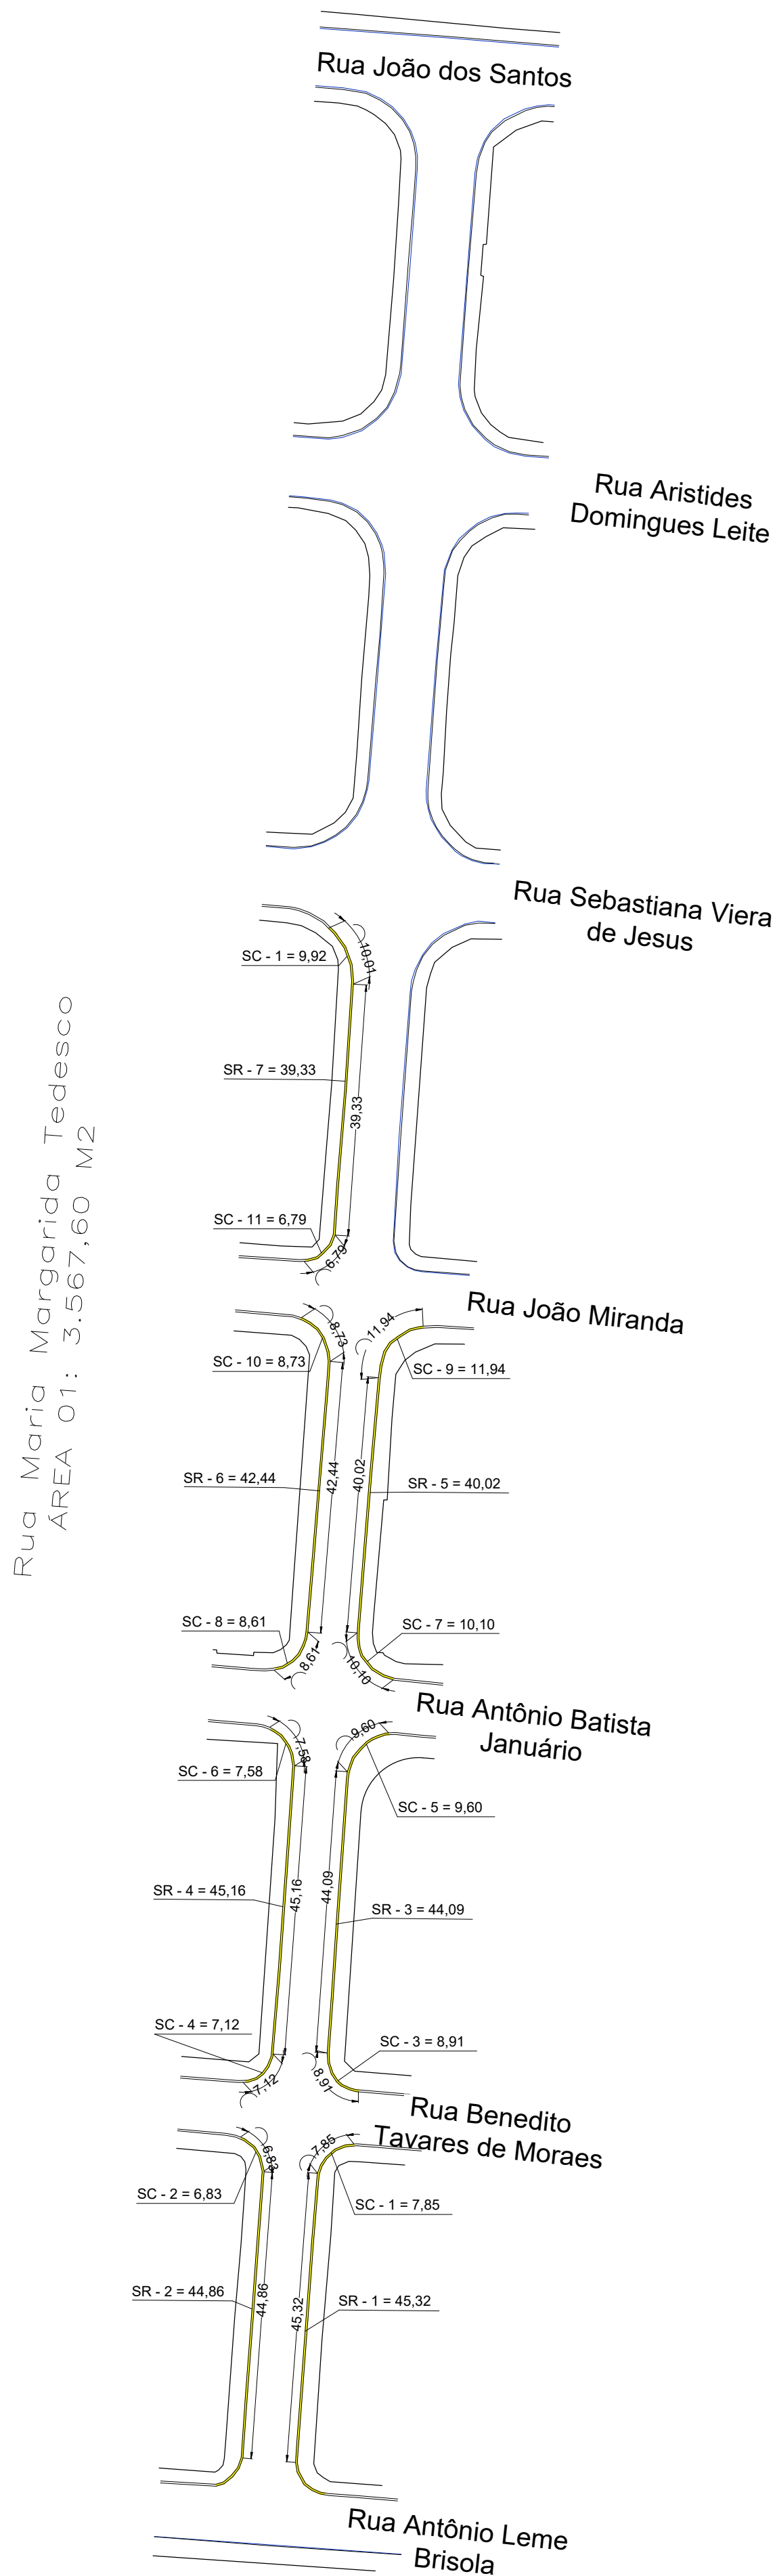 Rua João dos Santos
Rua Aristides
Domingues Leite
Rua Sebastiana Viera
de Jesus
10,01
SC - 1 = 9,92
SR - 7 = 39,33
39,33
SC - 11 = 6,79
6,79
Rua Maria Margarida Tedesco
ÁREA 01: 3.567,60 M2
Rua João Miranda
8,73
11,94
SC - 10 = 8,73
SC - 9 = 11,94
SR - 6 = 42,44
42,44
40,02
SR - 5 = 40,02
SC - 8 = 8,61
SC - 7 = 10,10
8,61
10,10
Rua Antônio Batista
Januário
7,58
9,60
SC - 6 = 7,58
SC - 5 = 9,60
SR - 4 = 45,16
45,16
44,09
SR - 3 = 44,09
SC - 4 = 7,12
SC - 3 = 8,91
7,12
8,91
Rua Benedito
Tavares de Moraes
6,83
7,85
SC - 2 = 6,83
SC - 1 = 7,85
SR - 2 = 44,86
44,86
45,32
SR - 1 = 45,32
Rua Antônio Leme
Brisola